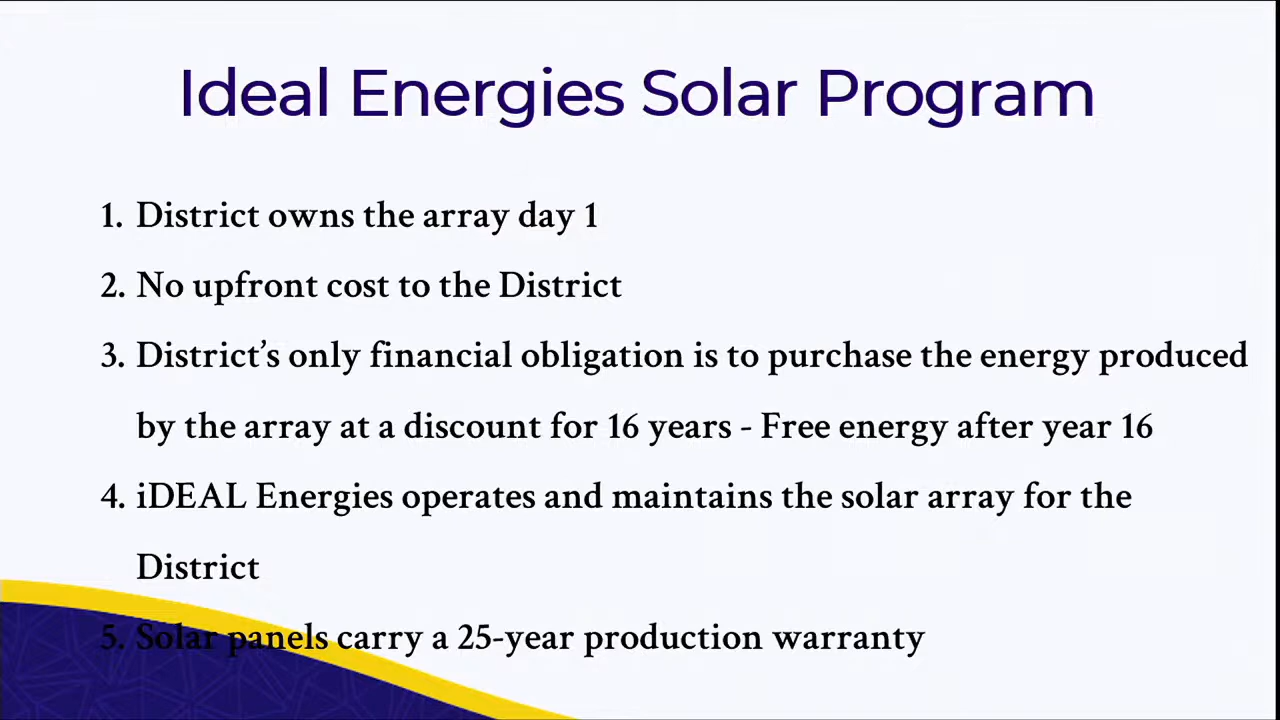 Ideal Energies Solar Program
1. District owns the array day 1
2. No upfront cost to the District
3. District’s only financial obligation is to purchase the energy produced
by the array at a discount for 16 years - Free energy after year 16
4. iDEAL Energies operates and maintains the solar array for the
District
5. Solar panels carry a 25-year production warranty